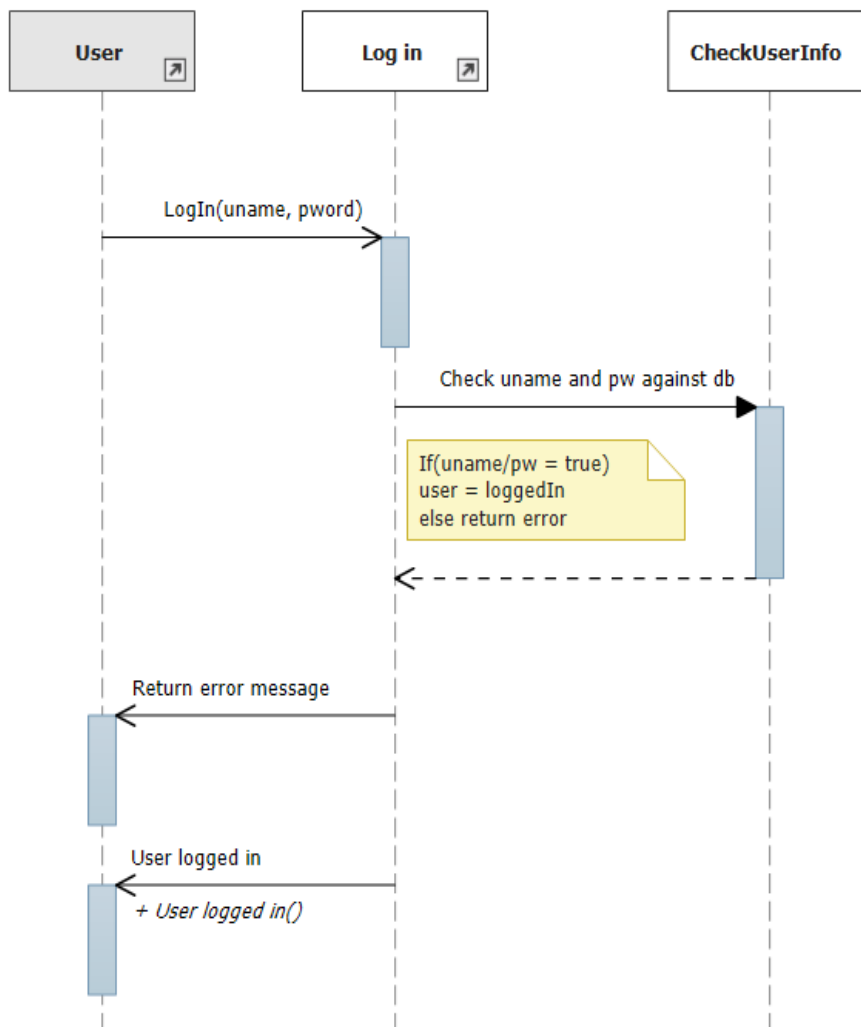 User
Log in
CheckUserInfo
LogIn(uname, pword)
Check uname and pw against db
If(uname/pw = true)
user = loggedIn
else return error
Return error message
User logged in
+ User logged in()